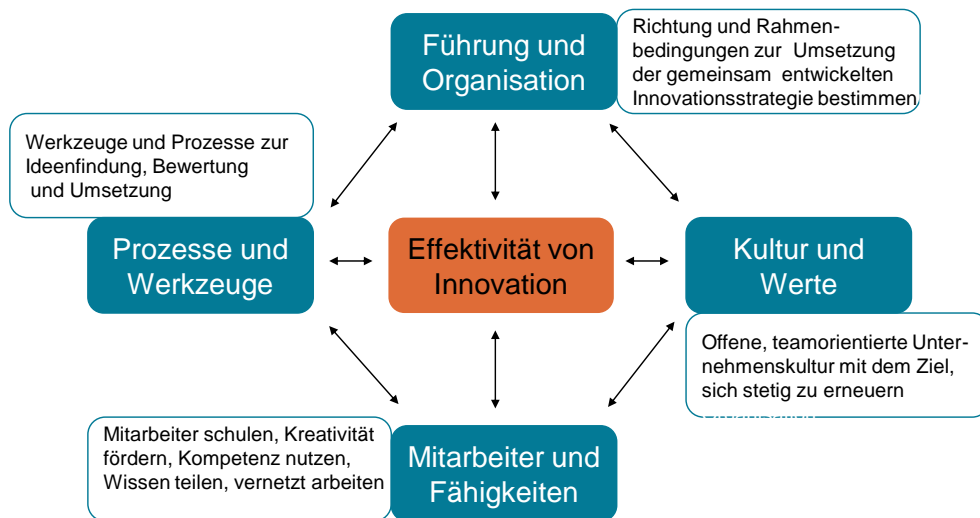 Führung und
Organisation
Richtung und Rahmen-
bedingungen zur Umsetzung
der gemeinsam entwickelten
Innovationsstrategie bestimmen
Werkzeuge und Prozesse zur
Ideenfindung, Bewertung
und Umsetzung
Prozesse und
Werkzeuge
Effektivität von
Innovation
Kultur und
Werte
Offene, teamorientierte Unter-
nehmenskultur mit dem Ziel,
sich stetig zu erneuern
Mitarbeiter schulen, Kreativität
fördern, Kompetenz nutzen,
Wissen teilen, vernetzt arbeiten
Mitarbeiter und
Fähigkeiten